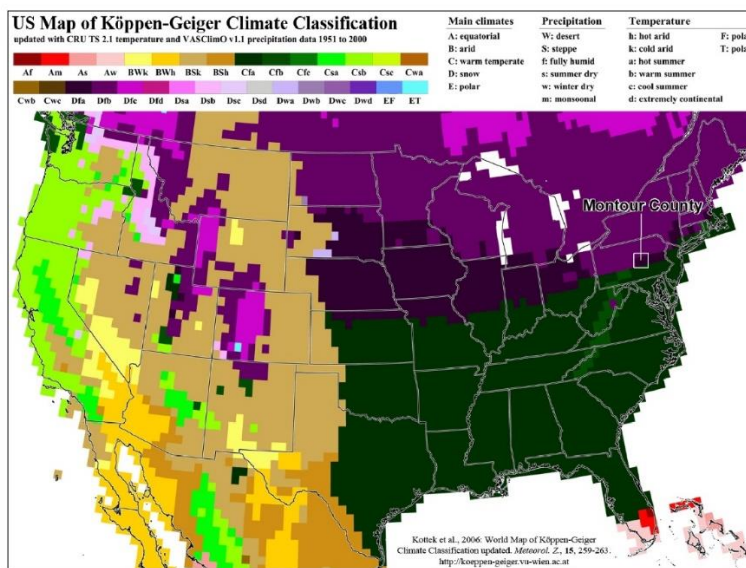 US Map of Köppen-Geiger Climate Classification
updated with CRU TS 2.1 temperature and VASClimO v1.1 precipitation data 1951 to 2000
Main climates
A: equatorial
B: arid
C: warm temperate
D: snow
E: polar
Precipitation
W: desert
S: steppe
f: fully humid
s: summer dry
w: winter dry
m: monsoonal
Temperature
h: hot arid
k: cold arid
a: hot summer
b: warm summer
c: cool summer
d: extremely continental
F: pola
T: pola
Af Am As Aw BWk BWh BSk BSh Cfa Cfb Cfc Csa Csb Csc Cwa
Cwb Cwc Dfa Dfb Dfc Dfd Dsa Dsb Dsc Dsd Dwa Dwb Dwc Dwd EF ET
Montour County
Kottek et al., 2006: World Map of Köppen-Geiger
Climate Classification updated. Meteorol. Z., 15, 259-263.
http://koeppen-geiger.vu-wien.ac.at